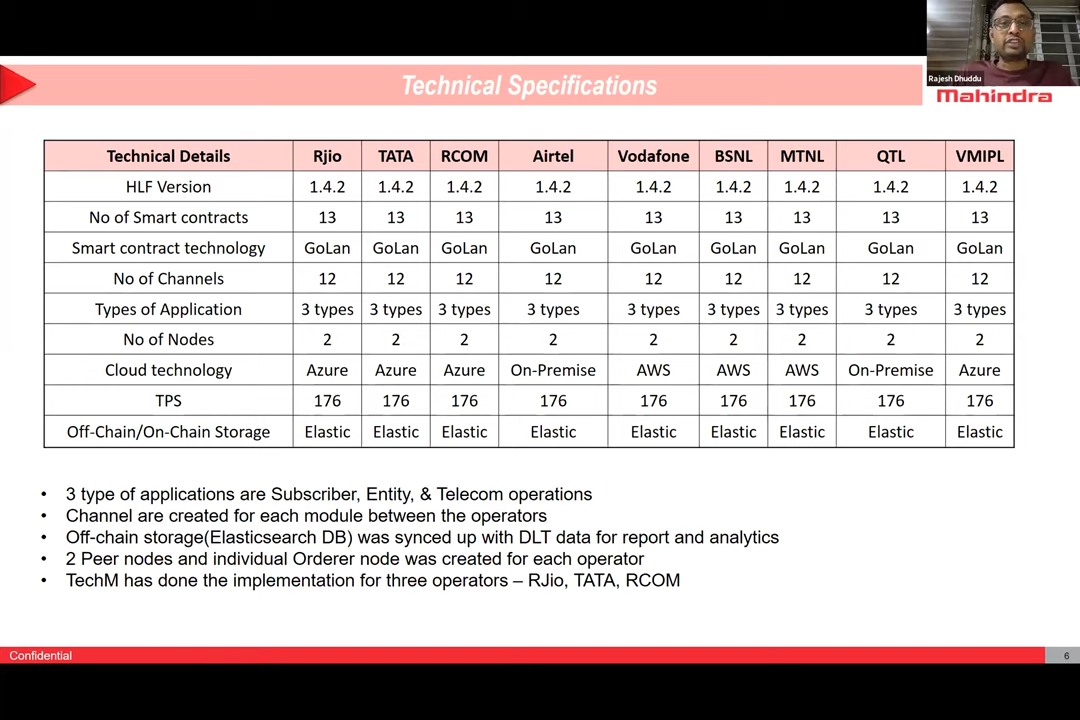 Rajesh Dhuddu
Mahindra
Technical Specifications
Technical Details Rjio TATA RCOM Airtel Vodafone BSNL MTNL QTL VMIPL
HLF Version 1.4.2 1.4.2 1.4.2 1.4.2 1.4.2 1.4.2 1.4.2 1.4.2 1.4.2
No of Smart contracts 13 13 13 13 13 13 13 13 13
Smart contract technology GoLan GoLan GoLan GoLan GoLan GoLan GoLan GoLan GoLan
No of Channels 12 12 12 12 12 12 12 12 12
Types of Application 3 types 3 types 3 types 3 types 3 types 3 types 3 types 3 types 3 types
No of Nodes 2 2 2 2 2 2 2 2 2
Cloud technology Azure Azure Azure On-Premise AWS AWS AWS On-Premise Azure
TPS 176 176 176 176 176 176 176 176 176
Off-Chain/On-Chain Storage Elastic Elastic Elastic Elastic Elastic Elastic Elastic Elastic Elastic
• 3 type of applications are Subscriber, Entity, & Telecom operations
• Channel are created for each module between the operators
• Off-chain storage(Elasticsearch DB) was synced up with DLT data for report and analytics
• 2 Peer nodes and individual Orderer node was created for each operator
• TechM has done the implementation for three operators – RJio, TATA, RCOM
Confidential 6